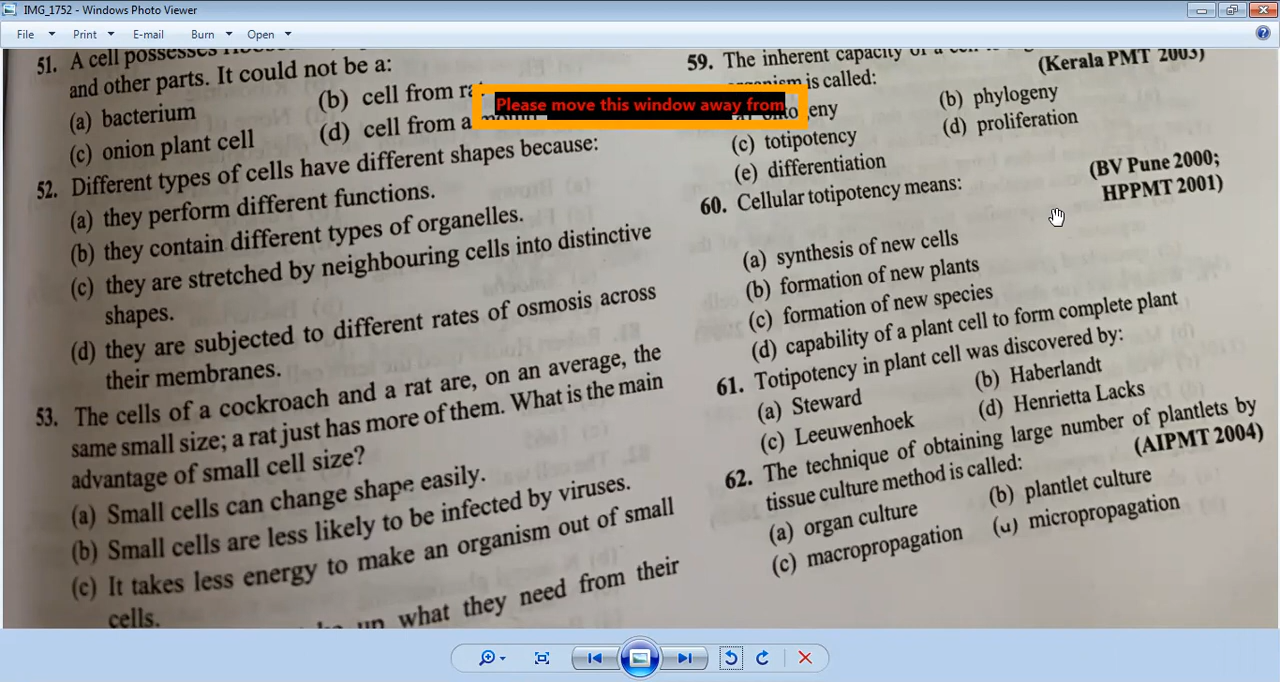 IMG_1752 - Windows Photo Viewer
File Print E-mail Burn Open
51. A cell possesses
and other parts. It could not be a:
(a) bacterium (b) cell from
(c) onion plant cell (d) cell from a
52. Different types of cells have different shapes because:
(a) they perform different functions.
(b) they contain different types of organelles.
(c) they are stretched by neighbouring cells into distinctive
shapes.
(d) they are subjected to different rates of osmosis across
their membranes.
53. The cells of a cockroach and a rat are, on an average, the
same small size; a rat just has more of them. What is the main
advantage of small cell size?
(a) Small cells can change shape easily.
(b) Small cells are less likely to be infected by viruses.
(c) It takes less energy to make an organism out of small
cells.
up what they need from their
Please move this window away from
59. The inherent capacity of a
organism is called: (Kerala PMT 2003)
(b) phylogeny
(c) totipotency (d) proliferation
(e) differentiation
60. Cellular totipotency means: (BV Pune 2000;
HPPMT 2001)
(a) synthesis of new cells
(b) formation of new plants
(c) formation of new species
(d) capability of a plant cell to form complete plant
61. Totipotency in plant cell was discovered by:
(a) Steward (b) Haberlandt
(c) Leeuwenhoek (d) Henrietta Lacks
62. The technique of obtaining large number of plantlets by
tissue culture method is called: (AIPMT 2004)
(a) organ culture (b) plantlet culture
(c) macropropagation (d) micropropagation